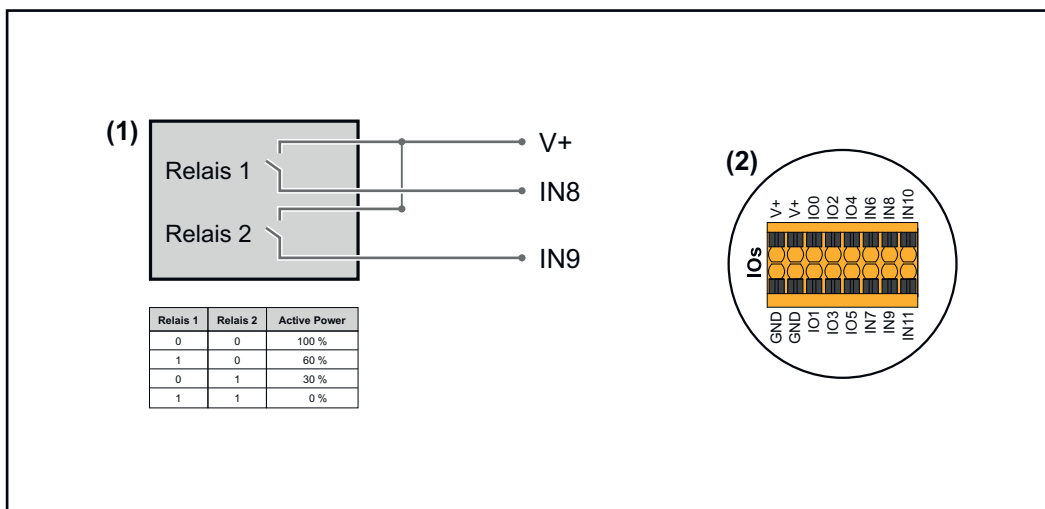 (1)
Relais 1
Relais 2
V+
IN8
IN9
Relais 1 Relais 2 Active Power
0 0 100 %
1 0 60 %
0 1 30 %
1 1 0 %
(2)
IOs
V+ V+ IO0 IO2 IO4 IN6 IN8 IN10
GND GND IO1 IO3 IO5 IN7 IN9 IN11